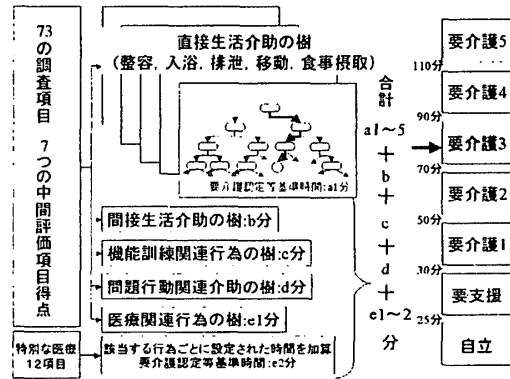 73の調査項目 7つの中間評価項目得点
直接生活介助の樹
(整容, 入浴, 排泄, 移動, 食事摂取)
要介護認定等基準時間:a1分
間接生活介助の樹:b分
機能訓練関連行為の樹:c分
問題行動関連介助の樹:d分
医療関連行為の樹:e1分
特別な医療
12項目
該当する行為ごとに設定された時間を加算
要介護認定等基準時間:e2分
合計
a1~5
+
b
+
c
+
d
+
e1~2
分
要介護5
110分
要介護4
90分
要介護3
70分
要介護2
50分
要介護1
30分
要支援
25分
自立